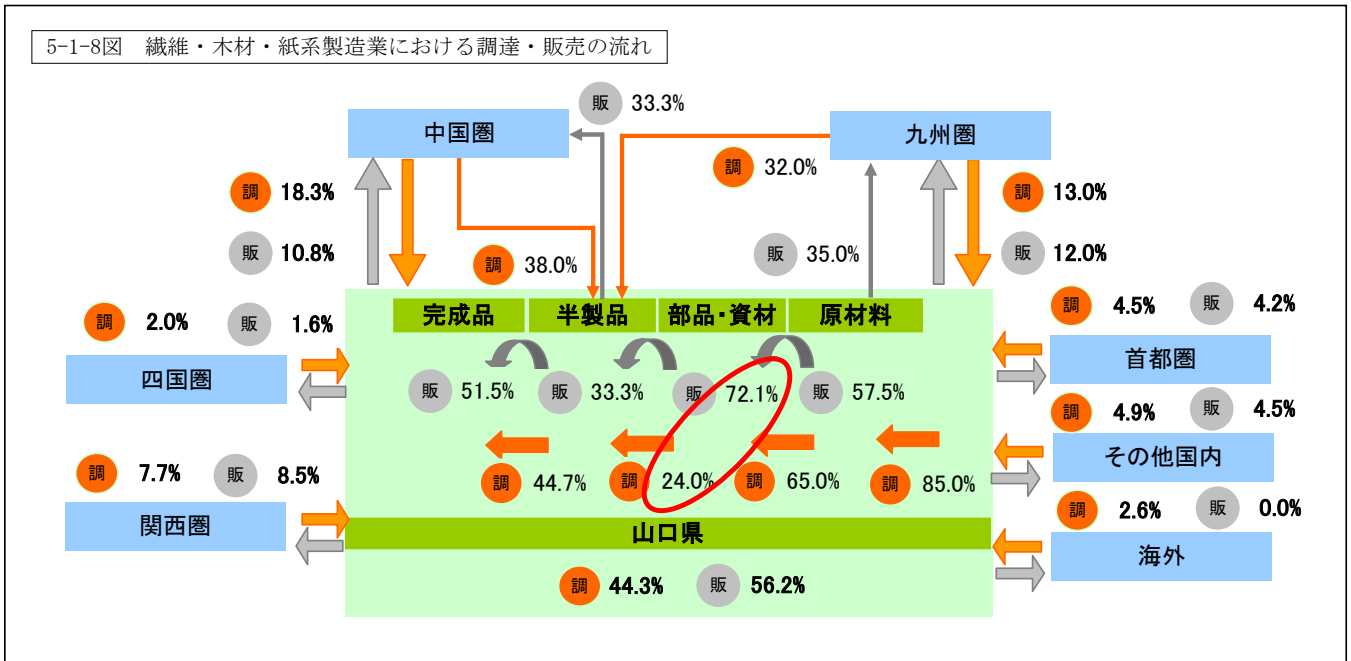 5-1-8図 繊維・木材・紙系製造業における調達・販売の流れ
販 33.3%
中国圏
九州圏
調 32.0%
調 18.3%
調 13.0%
販 10.8%
調 38.0%
販 35.0%
販 12.0%
調 2.0% 販 1.6%
完成品 半製品 部品・資材 原材料
調 4.5% 販 4.2%
四国圏
首都圏
販 51.5% 販 33.3% 販 72.1% 販 57.5%
調 4.9% 販 4.5%
調 7.7% 販 8.5%
調 44.7% 調 24.0% 調 65.0% 調 85.0%
その他国内
関西圏
山口県
調 2.6% 販 0.0%
海外
調 44.3% 販 56.2%